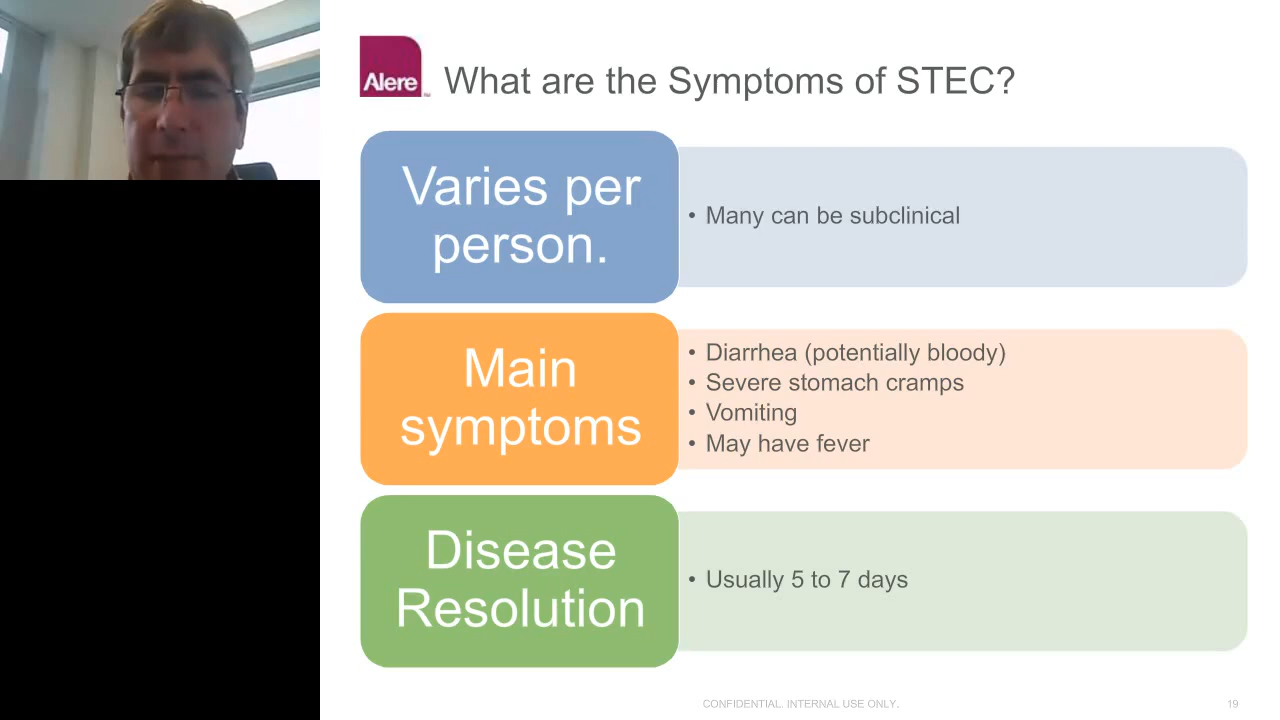 Alere
What are the Symptoms of STEC?
Varies per
person.
• Many can be subclinical
Main
symptoms
• Diarrhea (potentially bloody)
• Severe stomach cramps
• Vomiting
• May have fever
Disease
Resolution
• Usually 5 to 7 days
CONFIDENTIAL. INTERNAL USE ONLY.
19